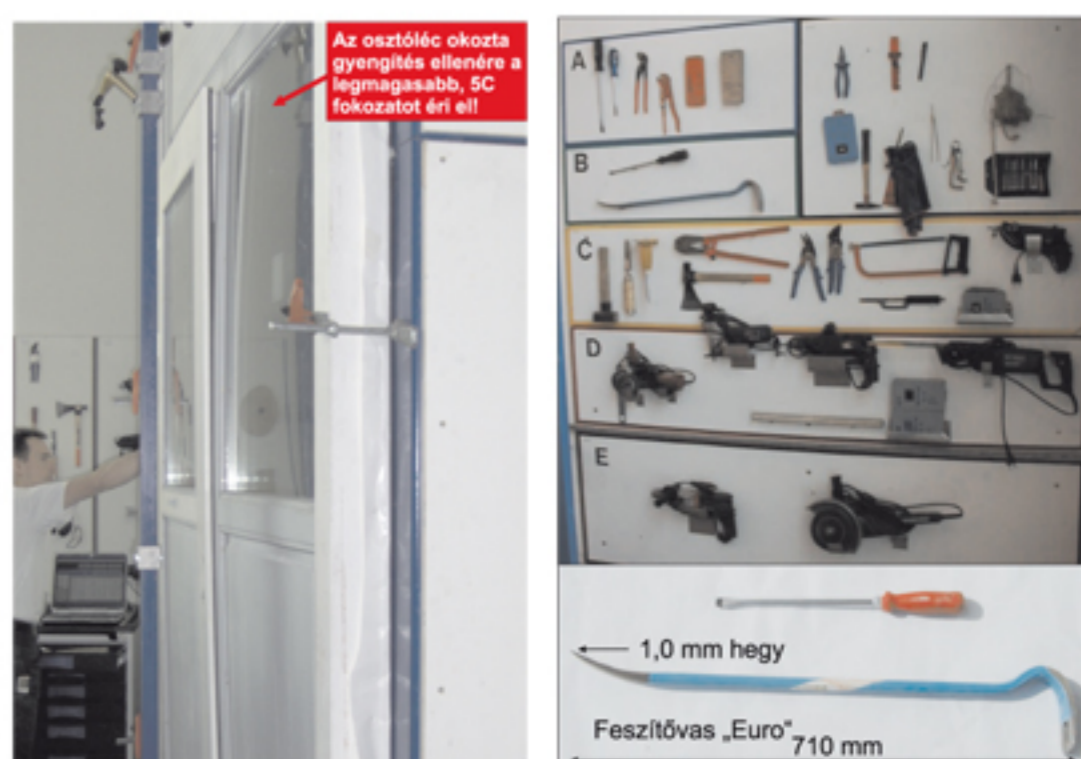 Az osztóléc okozta
gyengítés ellenére a
legmagasabb, 5C
fokozatot éri el!
A
B
C
D
E
1,0 mm hegy
Feszítővas „Euro“
710 mm